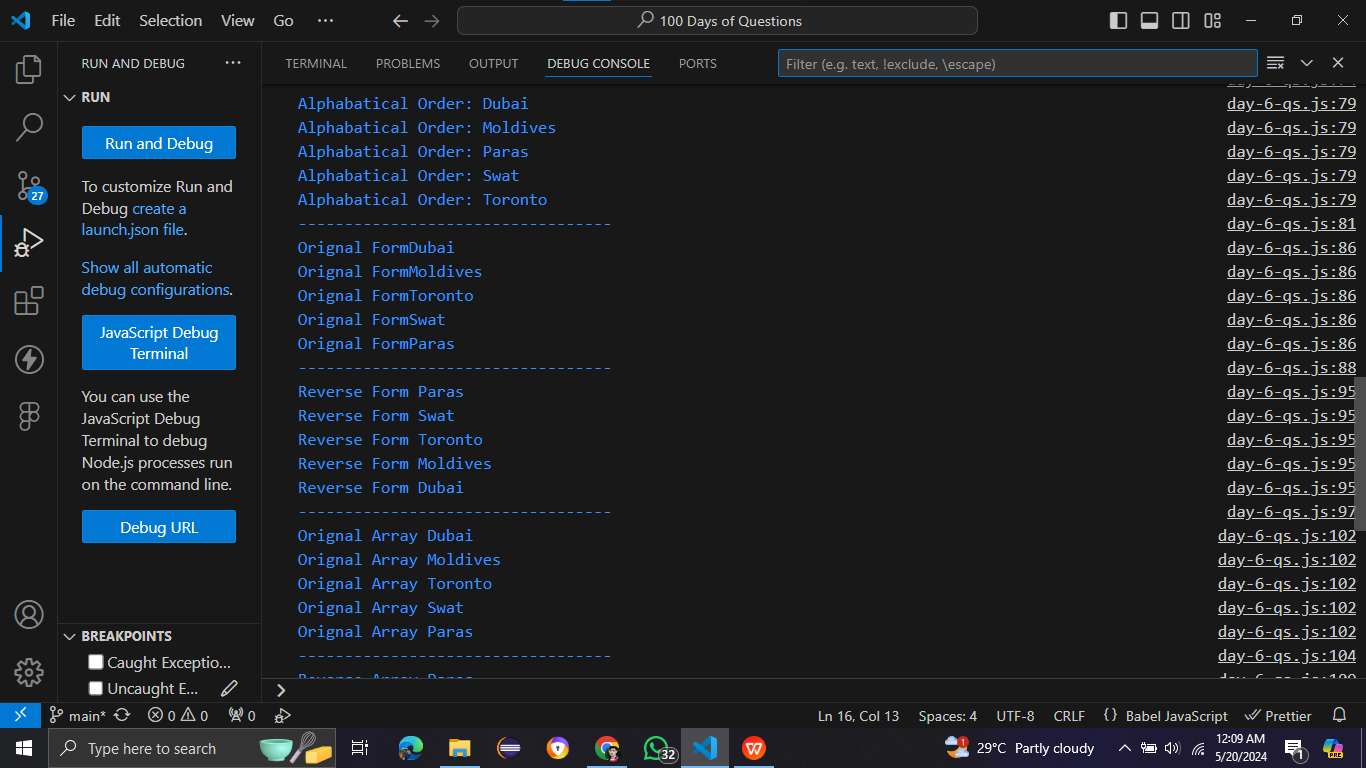 File Edit Selection View Go ···
100 Days of Questions
RUN AND DEBUG ···
RUN
Run and Debug
To customize Run and
Debug create a
launch.json file.
Show all automatic
debug configurations.
JavaScript Debug
Terminal
You can use the
JavaScript Debug
Terminal to debug
Node.js processes run
on the command line.
Debug URL
BREAKPOINTS
Caught Exceptio...
Uncaught E...
27
TERMINAL PROBLEMS OUTPUT DEBUG CONSOLE PORTS
Filter (e.g. text, !exclude, \escape)
Alphabatical Order: Dubai day-6-qs.js:79
Alphabatical Order: Moldives day-6-qs.js:79
Alphabatical Order: Paras day-6-qs.js:79
Alphabatical Order: Swat day-6-qs.js:79
Alphabatical Order: Toronto day-6-qs.js:79
---------------------------------- day-6-qs.js:81
Orignal FormDubai day-6-qs.js:86
Orignal FormMoldives day-6-qs.js:86
Orignal FormToronto day-6-qs.js:86
Orignal FormSwat day-6-qs.js:86
Orignal FormParas day-6-qs.js:86
---------------------------------- day-6-qs.js:88
Reverse Form Paras day-6-qs.js:95
Reverse Form Swat day-6-qs.js:95
Reverse Form Toronto day-6-qs.js:95
Reverse Form Moldives day-6-qs.js:95
Reverse Form Dubai day-6-qs.js:95
---------------------------------- day-6-qs.js:97
Orignal Array Dubai day-6-qs.js:102
Orignal Array Moldives day-6-qs.js:102
Orignal Array Toronto day-6-qs.js:102
Orignal Array Swat day-6-qs.js:102
Orignal Array Paras day-6-qs.js:102
---------------------------------- day-6-qs.js:104
main* 0 0 0 Ln 16, Col 13 Spaces: 4 UTF-8 CRLF {} Babel JavaScript Prettier
Type here to search 32 1 29°C Partly cloudy 12:09 AM 1 PRE
5/20/2024